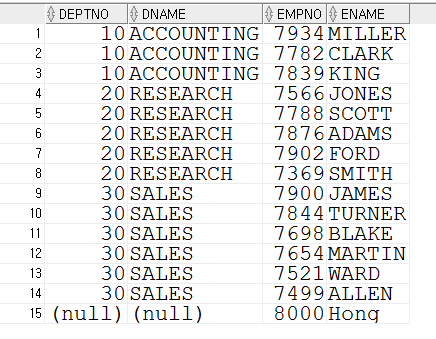 DEPTNO DNAME EMPNO ENAME
1 10 ACCOUNTING 7934 MILLER
2 10 ACCOUNTING 7782 CLARK
3 10 ACCOUNTING 7839 KING
4 20 RESEARCH 7566 JONES
5 20 RESEARCH 7788 SCOTT
6 20 RESEARCH 7876 ADAMS
7 20 RESEARCH 7902 FORD
8 20 RESEARCH 7369 SMITH
9 30 SALES 7900 JAMES
10 30 SALES 7844 TURNER
11 30 SALES 7698 BLAKE
12 30 SALES 7654 MARTIN
13 30 SALES 7521 WARD
14 30 SALES 7499 ALLEN
15 (null) (null) 8000 Hong